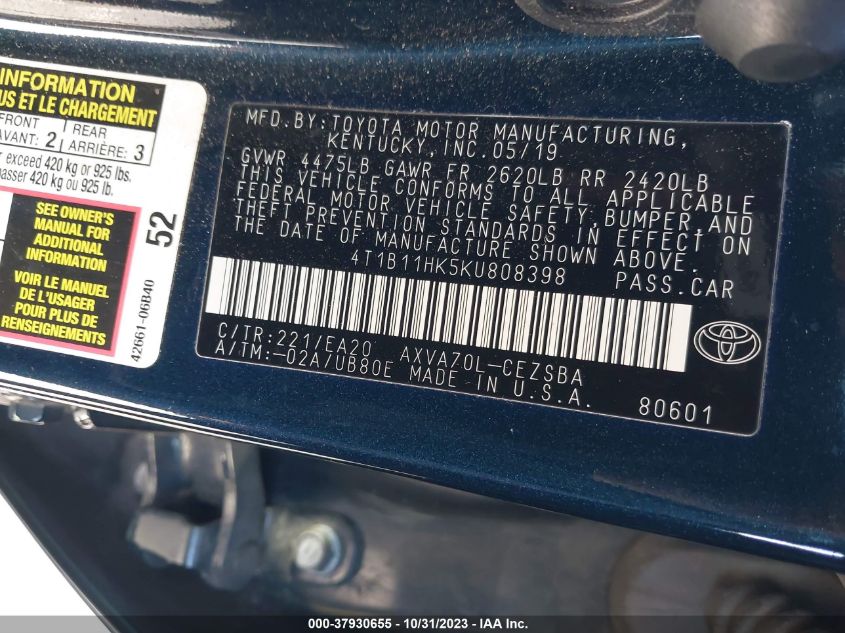 INFORMATION
US ET LE CHARGEMENT
FRONT
AVANT: 2
REAR
ARRIÈRE: 3
exceed 420 kg or 925 lbs.
passer 420 kg ou 925 lb.
SEE OWNER'S
MANUAL FOR
ADDITIONAL
INFORMATION
VOIR LE MANUEL
DE L'USAGER
POUR PLUS DE
RENSEIGNEMENTS
52
42661-06B40
MFD.BY:TOYOTA MOTOR MANUFACTURING,
KENTUCKY,INC.05/19
GVWR 4475LB GAWR FR 2620LB RR 2420LB
THIS VEHICLE CONFORMS TO ALL APPLICABLE
FEDERAL MOTOR VEHICLE SAFETY,BUMPER,AND
THEFT PREVENTION STANDARDS IN EFFECT ON
THE DATE OF MANUFACTURE SHOWN ABOVE.
4T1B11HK5KU808398 PASS.CAR
C/TR:221/EA20 AXVA70L-CEZSBA
A/TM:-02A/UB80E MADE IN U.S.A. 80601
000-37930655 - 10/31/2023 - IAA Inc.